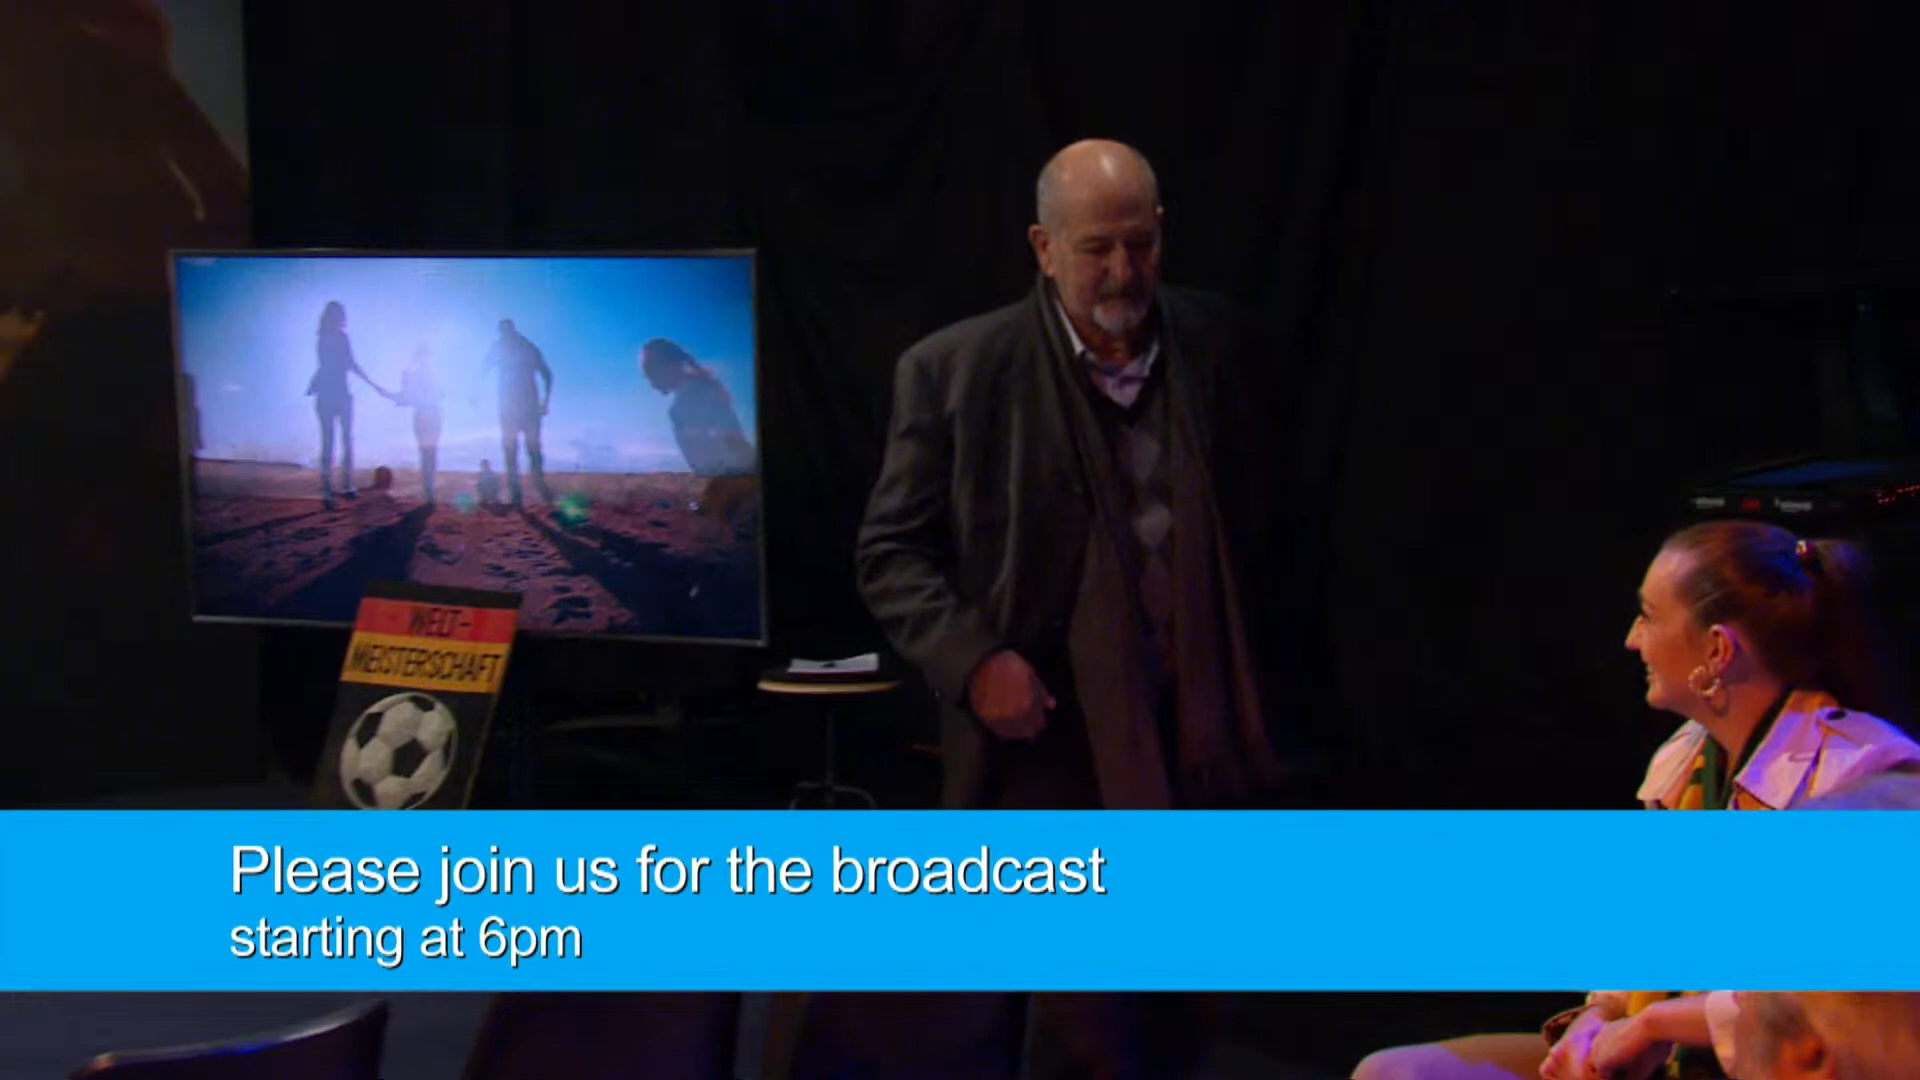 WELT-
MEISTERSCHAFT
Please join us for the broadcast
starting at 6pm